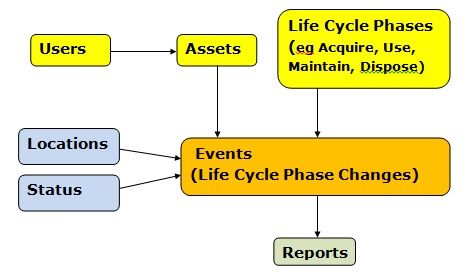 Users
Assets
Life Cycle Phases
(eg Acquire, Use,
Maintain, Dispose)
Locations
Status
Events
(Life Cycle Phase Changes)
Reports